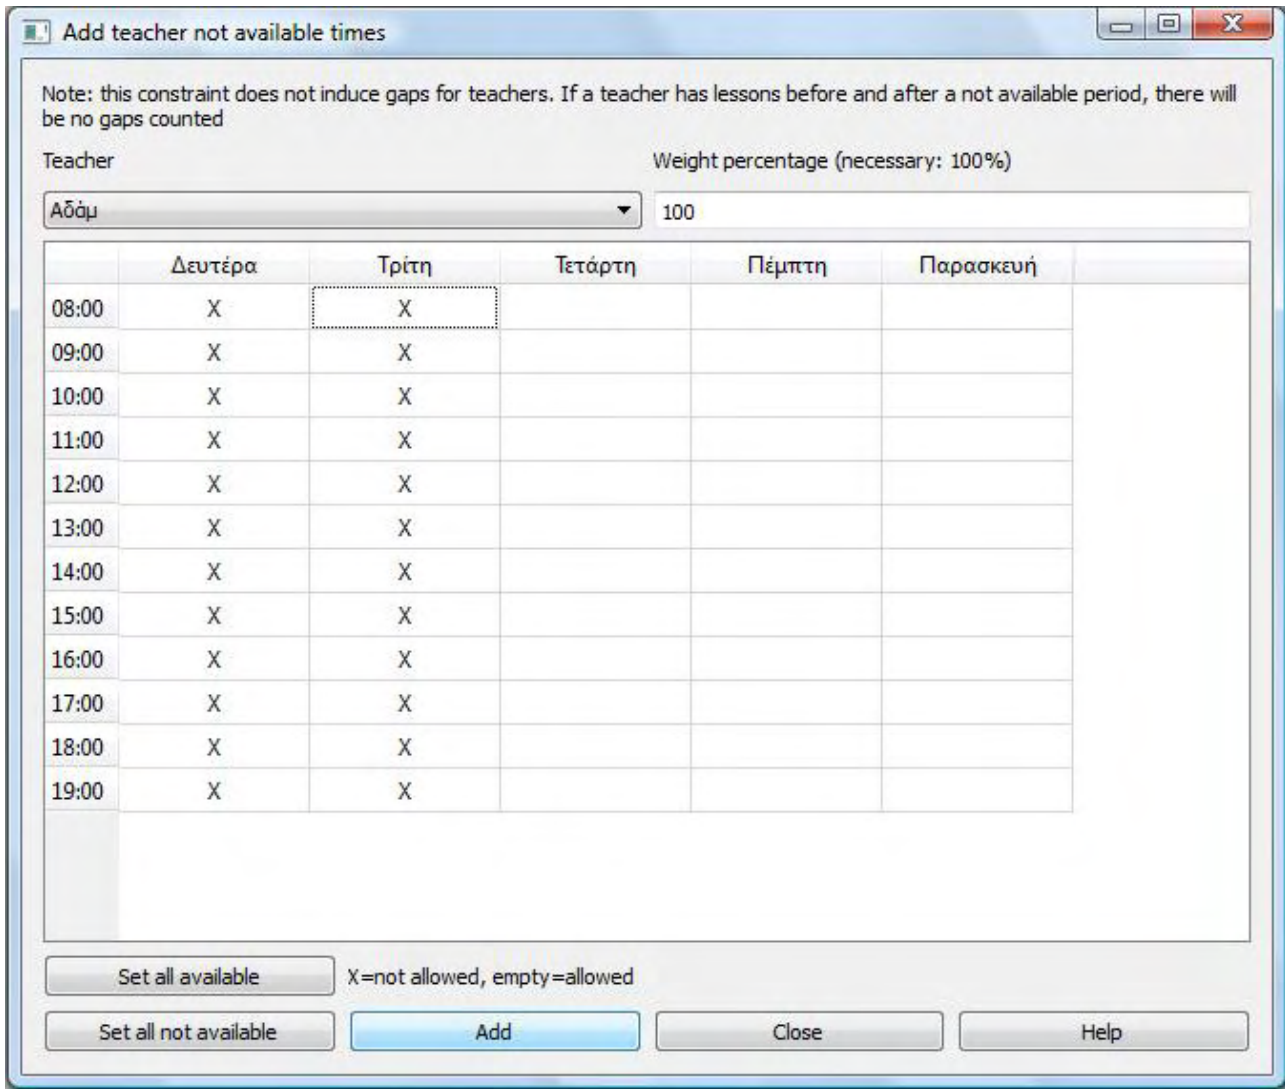 Add teacher not available times
Note: this constraint does not induce gaps for teachers. If a teacher has lessons before and after a not available period, there will
be no gaps counted
Teacher Weight percentage (necessary: 100%)
Αδάμ 100
Δευτέρα Τρίτη Τετάρτη Πέμπτη Παρασκευή
08:00 X X
09:00 X X
10:00 X X
11:00 X X
12:00 X X
13:00 X X
14:00 X X
15:00 X X
16:00 X X
17:00 X X
18:00 X X
19:00 X X
Set all available X=not allowed, empty=allowed
Set all not available Add Close Help